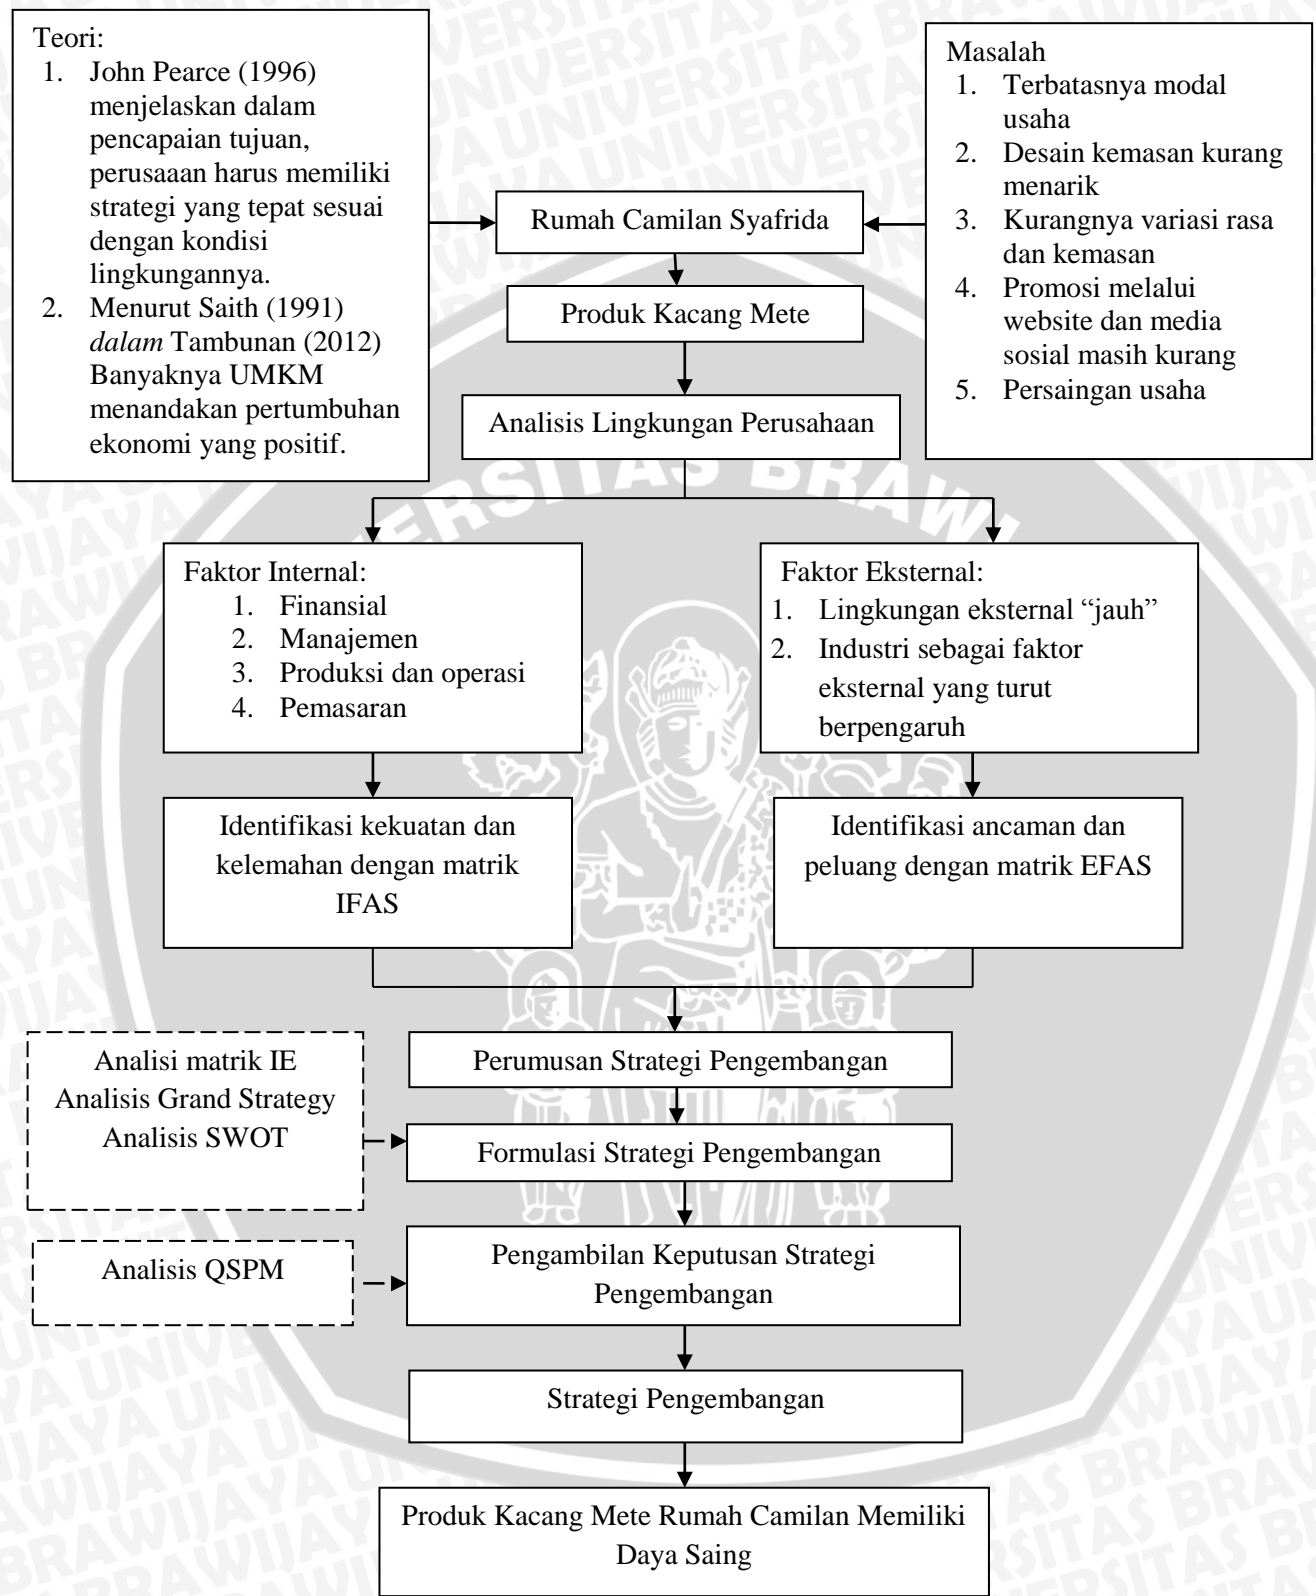 Teori:
1. John Pearce (1996)
menjelaskan dalam
pencapaian tujuan,
perusaaan harus memiliki
strategi yang tepat sesuai
dengan kondisi
lingkungannya.
2. Menurut Saith (1991)
dalam Tambunan (2012)
Banyaknya UMKM
menandakan pertumbuhan
ekonomi yang positif.
Masalah
1. Terbatasnya modal
usaha
2. Desain kemasan kurang
menarik
3. Kurangnya variasi rasa
dan kemasan
4. Promosi melalui
website dan media
sosial masih kurang
5. Persaingan usaha
Rumah Camilan Syafrida
Produk Kacang Mete
Analisis Lingkungan Perusahaan
Faktor Internal:
1. Finansial
2. Manajemen
3. Produksi dan operasi
4. Pemasaran
Faktor Eksternal:
1. Lingkungan eksternal “jauh”
2. Industri sebagai faktor
eksternal yang turut
berpengaruh
Identifikasi kekuatan dan
kelemahan dengan matrik
IFAS
Identifikasi ancaman dan
peluang dengan matrik EFAS
Perumusan Strategi Pengembangan
Analisi matrik IE
Analisis Grand Strategy
Analisis SWOT
Formulasi Strategi Pengembangan
Analisis QSPM
Pengambilan Keputusan Strategi
Pengembangan
Strategi Pengembangan
Produk Kacang Mete Rumah Camilan Memiliki
Daya Saing